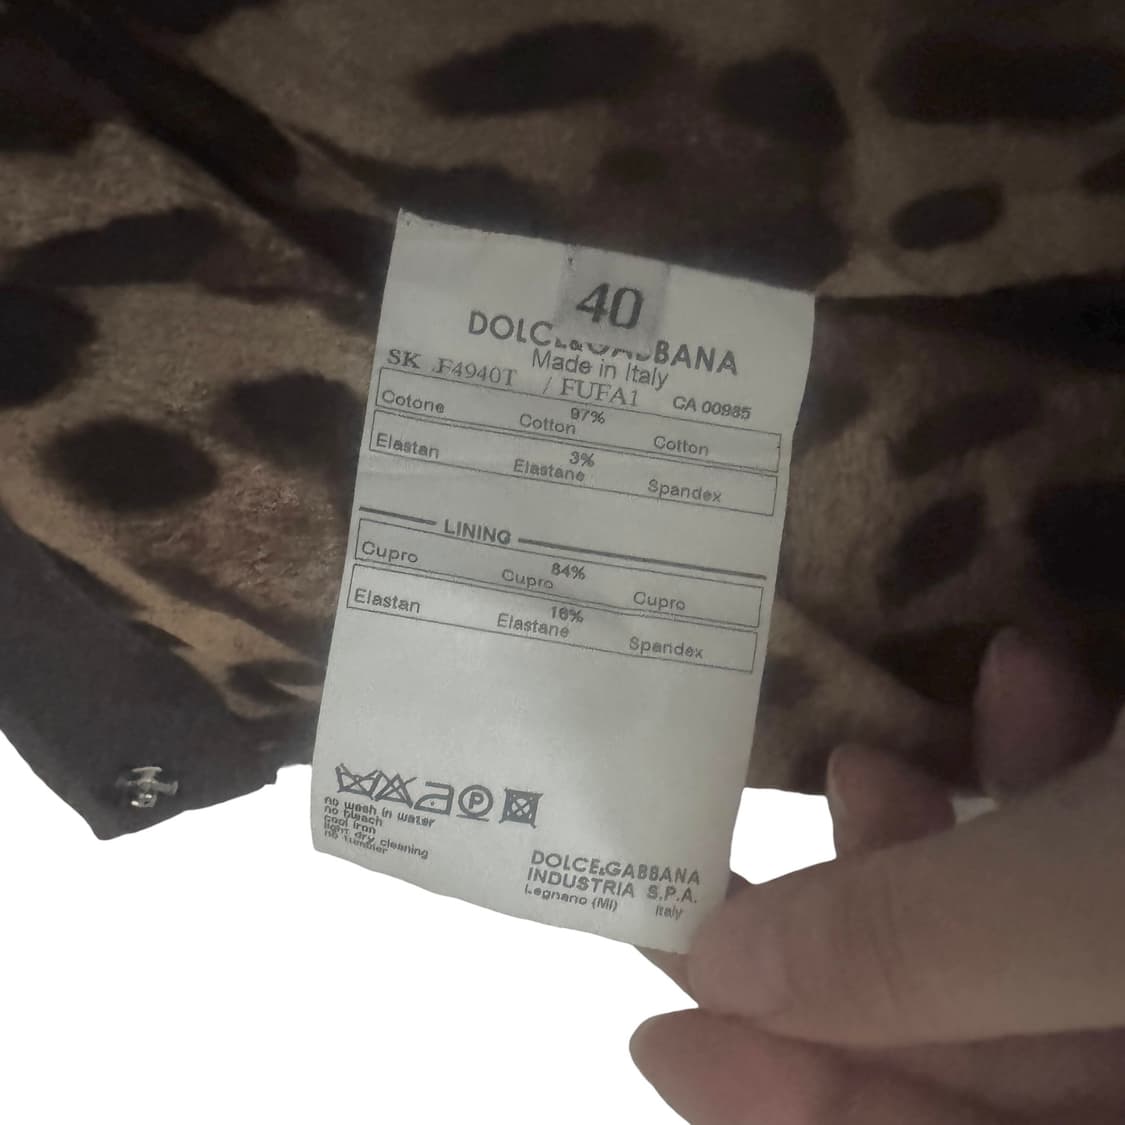 40
DOLCE&GABBANA
Made in Italy
SK F4940T / FUFA1 CA 00985
97%
Cotone Cotton Cotton
3%
Elastan Elastane Spandex
LINING
84%
Cupro Cupro Cupro
16%
Elastan Elastane Spandex
P
no wash in water
no bleach
cool iron
light dry cleaning
no tumbler
DOLCE&GABBANA
INDUSTRIA S.P.A.
Legnano (MI) Italy